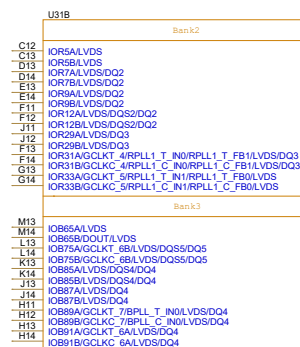 U31B
Bank2
C12 IOR5A/LVDS
C13 IOR5B/LVDS
D13 IOR7A/LVDS/DQ2
D14 IOR7B/LVDS/DQ2
E13 IOR9A/LVDS/DQ2
E14 IOR9B/LVDS/DQ2
F11 IOR12A/LVDS/DQS2/DQ2
F12 IOR12B/LVDS/DQS2/DQ2
J11 IOR29A/LVDS/DQ3
J12 IOR29B/LVDS/DQ3
F13 IOR31A/GCLKT_4/RPLL1_T_IN0/RPLL1_T_FB1/LVDS/DQ3
F14 IOR31B/GCLKC_4/RPLL1_C_IN0/RPLL1_C_FB1/LVDS/DQ3
G13 IOR33A/GCLKT_5/RPLL1_T_IN1/RPLL1_T_FB0/LVDS
G14 IOR33B/GCLKC_5/RPLL1_C_IN1/RPLL1_C_FB0/LVDS
Bank3
M13 IOB65A/LVDS
M14 IOB65B/DOUT/LVDS
L13 IOB75A/GCLKT_6B/LVDS/DQS5/DQ5
L14 IOB75B/GCLKC_6B/LVDS/DQS5/DQ5
K13 IOB85A/LVDS/DQS4/DQ4
K14 IOB85B/LVDS/DQS4/DQ4
J13 IOB87A/LVDS/DQ4
J14 IOB87B/LVDS/DQ4
H11 IOB89A/GCLKT_7/BPLL_T_IN0/LVDS/DQ4
H12 IOB89B/GCLKC_7/BPLL_C_IN0/LVDS/DQ4
H13 IOB91A/GCLKT_6A/LVDS/DQ4
H14 IOB91B/GCLKC_6A/LVDS/DQ4